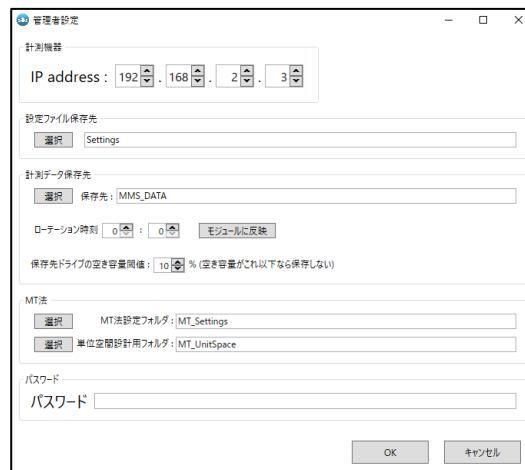 管理者設定
計測機器
IP address : 192 . 168 . 2 . 3
設定ファイル保存先
選択 Settings
計測データ保存先
選択 保存先 : MMS_DATA
ローテーション時刻 0 : 0 モジュールに反映
保存先ドライブの空き容量閾値 : 10 % (空き容量がこれ以下なら保存しない)
MT法
選択 MT法設定フォルダ : MT_Settings
選択 単位空間設計用フォルダ : MT_UnitSpace
パスワード
パスワード
OK キャンセル